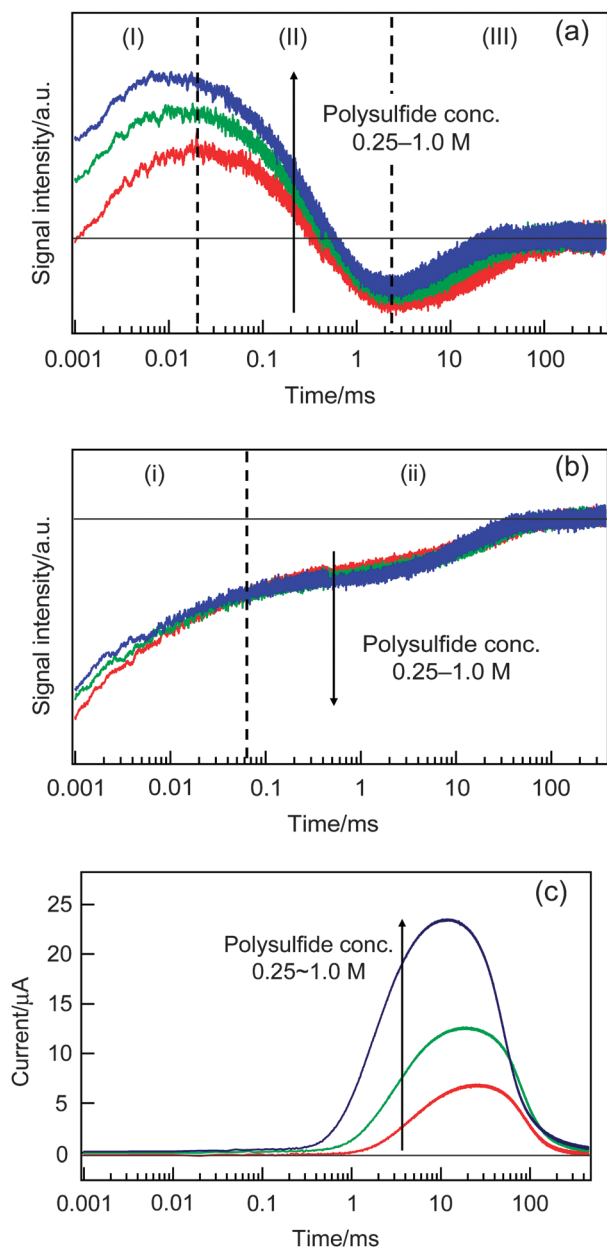 (I) (II) (III) (a)
Polysulfide conc.
0.25–1.0 M
Signal intensity/a.u.
0.001 0.01 0.1 1 10 100
Time/ms
(i) (ii) (b)
Polysulfide conc.
0.25–1.0 M
Signal intensity/a.u.
0.001 0.01 0.1 1 10 100
Time/ms
(c)
25
20
15
10
5
0
Polysulfide conc.
0.25~1.0 M
Current/μA
0.001 0.01 0.1 1 10 100
Time/ms